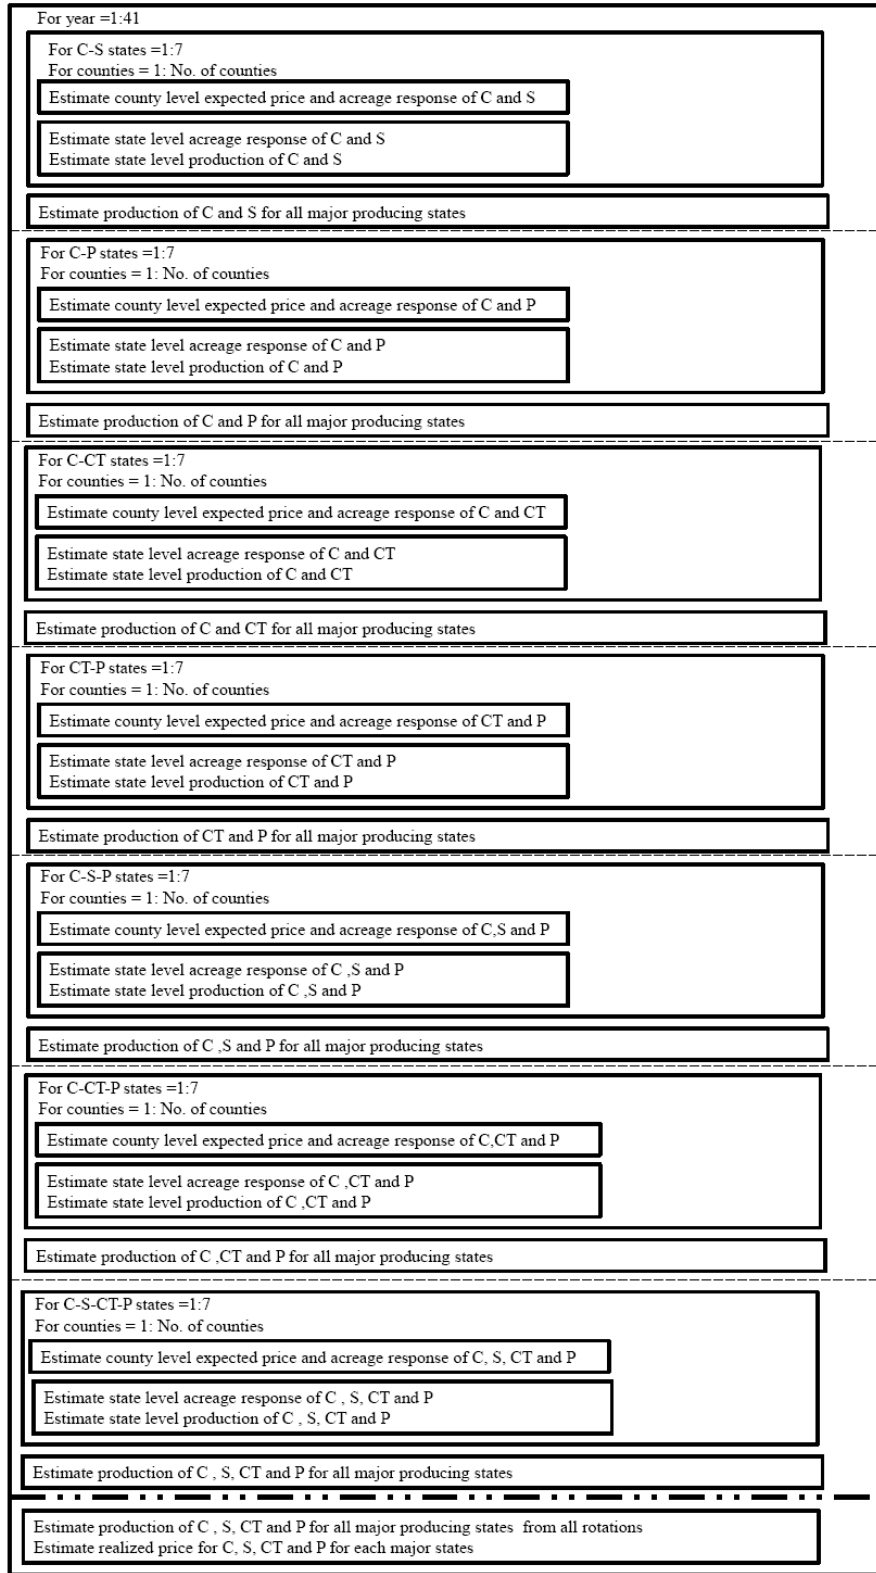 For year =1:41
For C-S states =1:7
For counties = 1: No. of counties
Estimate county level expected price and acreage response of C and S
Estimate state level acreage response of C and S
Estimate state level production of C and S
Estimate production of C and S for all major producing states
For C-P states =1:7
For counties = 1: No. of counties
Estimate county level expected price and acreage response of C and P
Estimate state level acreage response of C and P
Estimate state level production of C and P
Estimate production of C and P for all major producing states
For C-CT states =1:7
For counties = 1: No. of counties
Estimate county level expected price and acreage response of C and CT
Estimate state level acreage response of C and CT
Estimate state level production of C and CT
Estimate production of C and CT for all major producing states
For CT-P states =1:7
For counties = 1: No. of counties
Estimate county level expected price and acreage response of CT and P
Estimate state level acreage response of CT and P
Estimate state level production of CT and P
Estimate production of CT and P for all major producing states
For C-S-P states =1:7
For counties = 1: No. of counties
Estimate county level expected price and acreage response of C,S and P
Estimate state level acreage response of C ,S and P
Estimate state level production of C ,S and P
Estimate production of C ,S and P for all major producing states
For C-CT-P states =1:7
For counties = 1: No. of counties
Estimate county level expected price and acreage response of C,CT and P
Estimate state level acreage response of C ,CT and P
Estimate state level production of C ,CT and P
Estimate production of C ,CT and P for all major producing states
For C-S-CT-P states =1:7
For counties = 1: No. of counties
Estimate county level expected price and acreage response of C, S, CT and P
Estimate state level acreage response of C , S, CT and P
Estimate state level production of C , S, CT and P
Estimate production of C , S, CT and P for all major producing states
Estimate production of C , S, CT and P for all major producing states from all rotations
Estimate realized price for C, S, CT and P for each major states